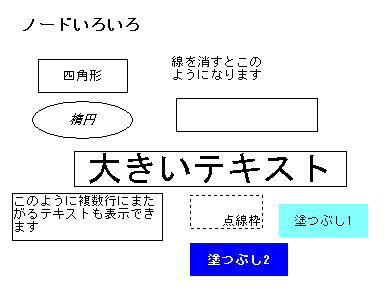 ノードいろいろ
四角形
線を消すとこの
ようになります
楕円
大きいテキスト
このように複数行にまた
がるテキストも表示でき
ます
点線枠
塗つぶし1
塗つぶし2